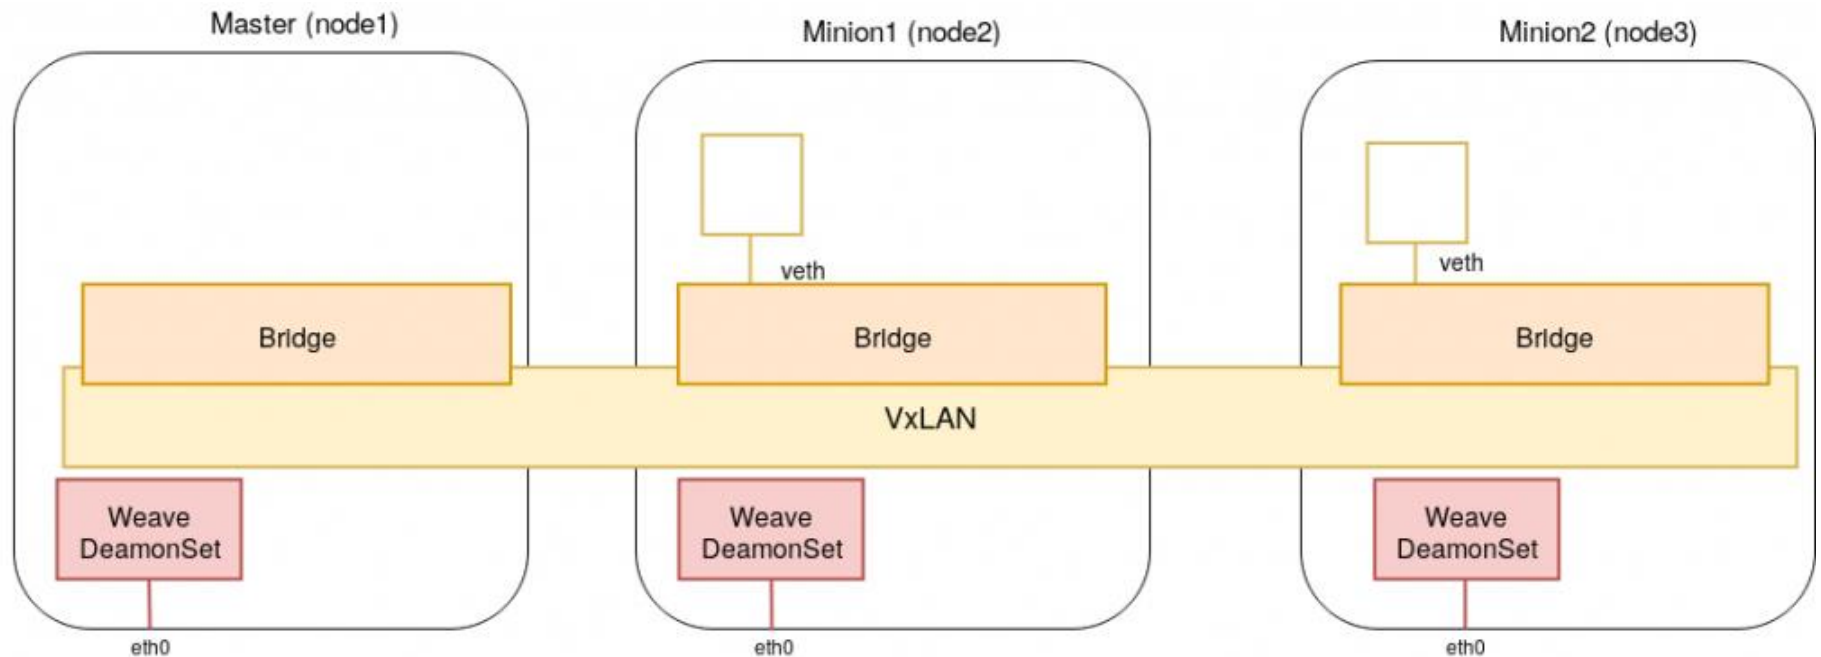 Master (node1)
Minion1 (node2)
Minion2 (node3)
veth
veth
Bridge
Bridge
Bridge
VxLAN
Weave
DeamonSet
Weave
DeamonSet
Weave
DeamonSet
eth0
eth0
eth0